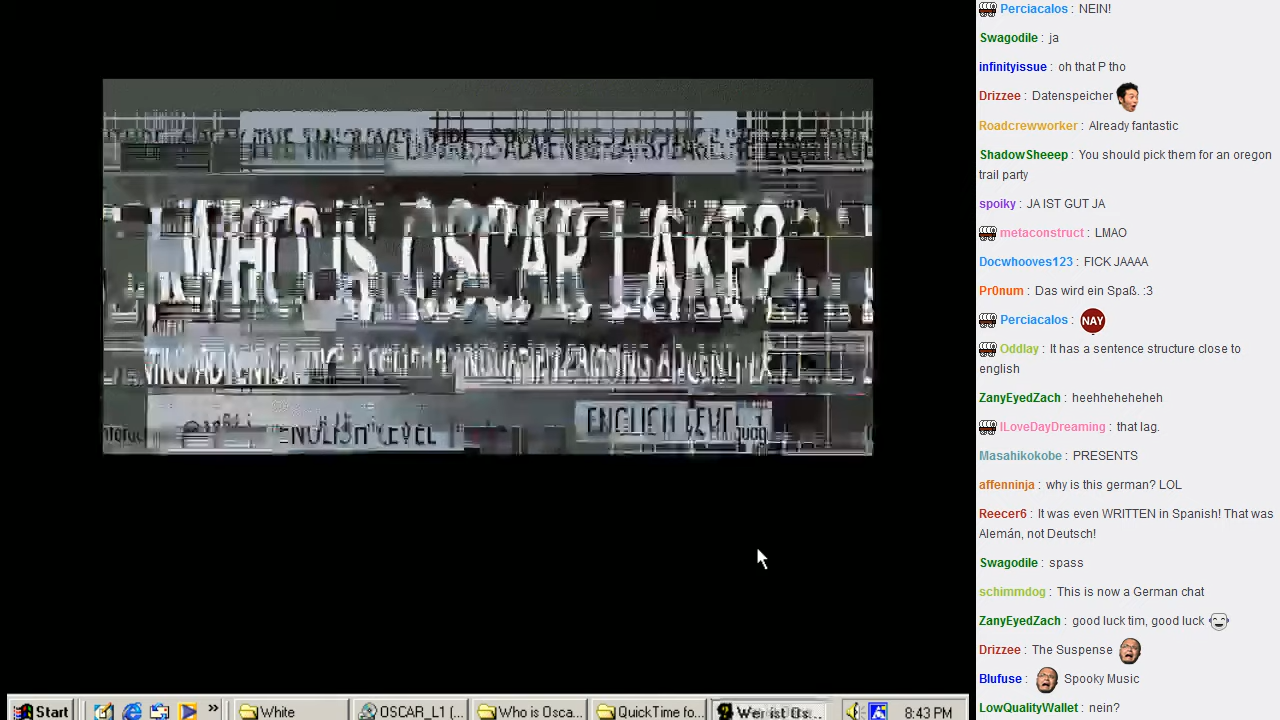 WHO IS OSCAR LAKE?
ENGLISH LEVEL
Start
White
OSCAR_L1 (...
Who is Osca...
QuickTime fo...
Wer ist Os...
8:43 PM
Perciacalos : NEIN!
Swagodile : ja
infinityissue : oh that P tho
Drizzee : Datenspeicher
Roadcrewworker : Already fantastic
ShadowSheeep : You should pick them for an oregon
trail party
spoiky : JA IST GUT JA
metaconstruct : LMAO
Docwhooves123 : FICK JAAAA
Pr0num : Das wird ein Spaß. :3
Perciacalos : NAY
Oddlay : It has a sentence structure close to
english
ZanyEyedZach : heehheheheheh
ILoveDayDreaming : that lag.
Masahikokobe : PRESENTS
affenninja : why is this german? LOL
Reecer6 : It was even WRITTEN in Spanish! That was
Alemán, not Deutsch!
Swagodile : spass
schimmdog : This is now a German chat
ZanyEyedZach : good luck tim, good luck
Drizzee : The Suspense
Blufuse : Spooky Music
LowQualityWallet : nein?